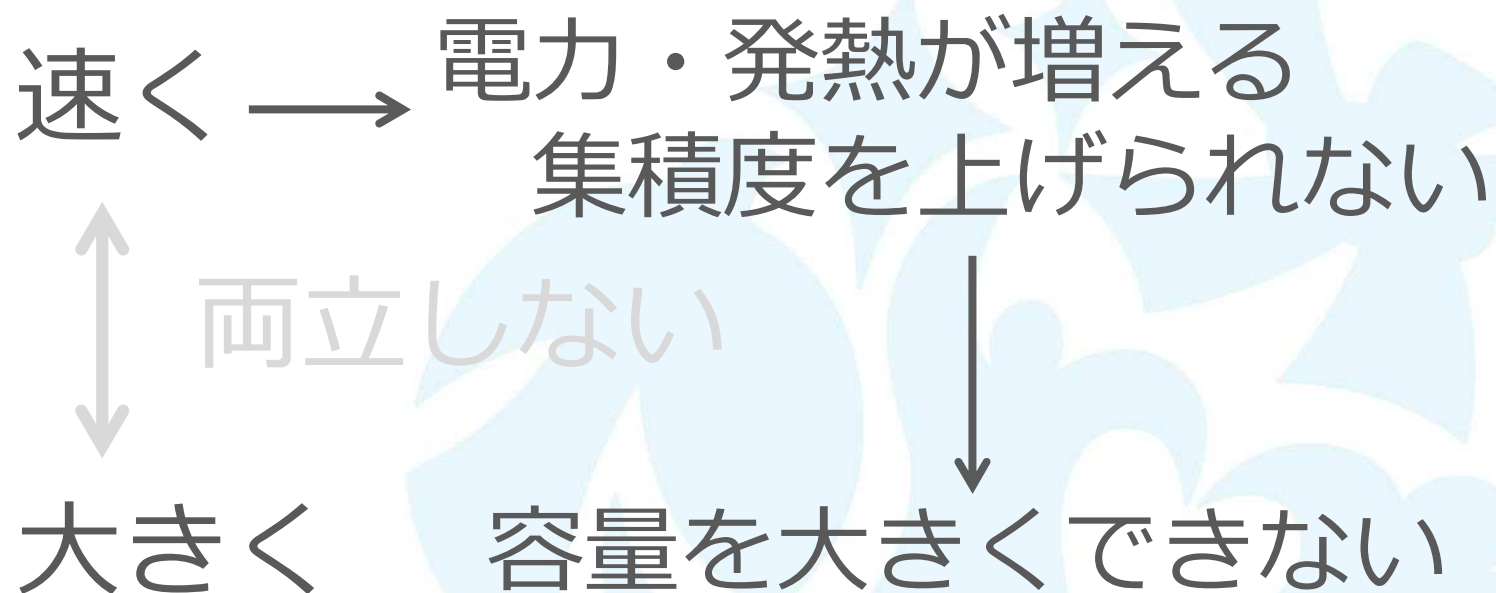 速く
電力・発熱が増える
集積度を上げられない
両立しない
大きく
容量を大きくできない